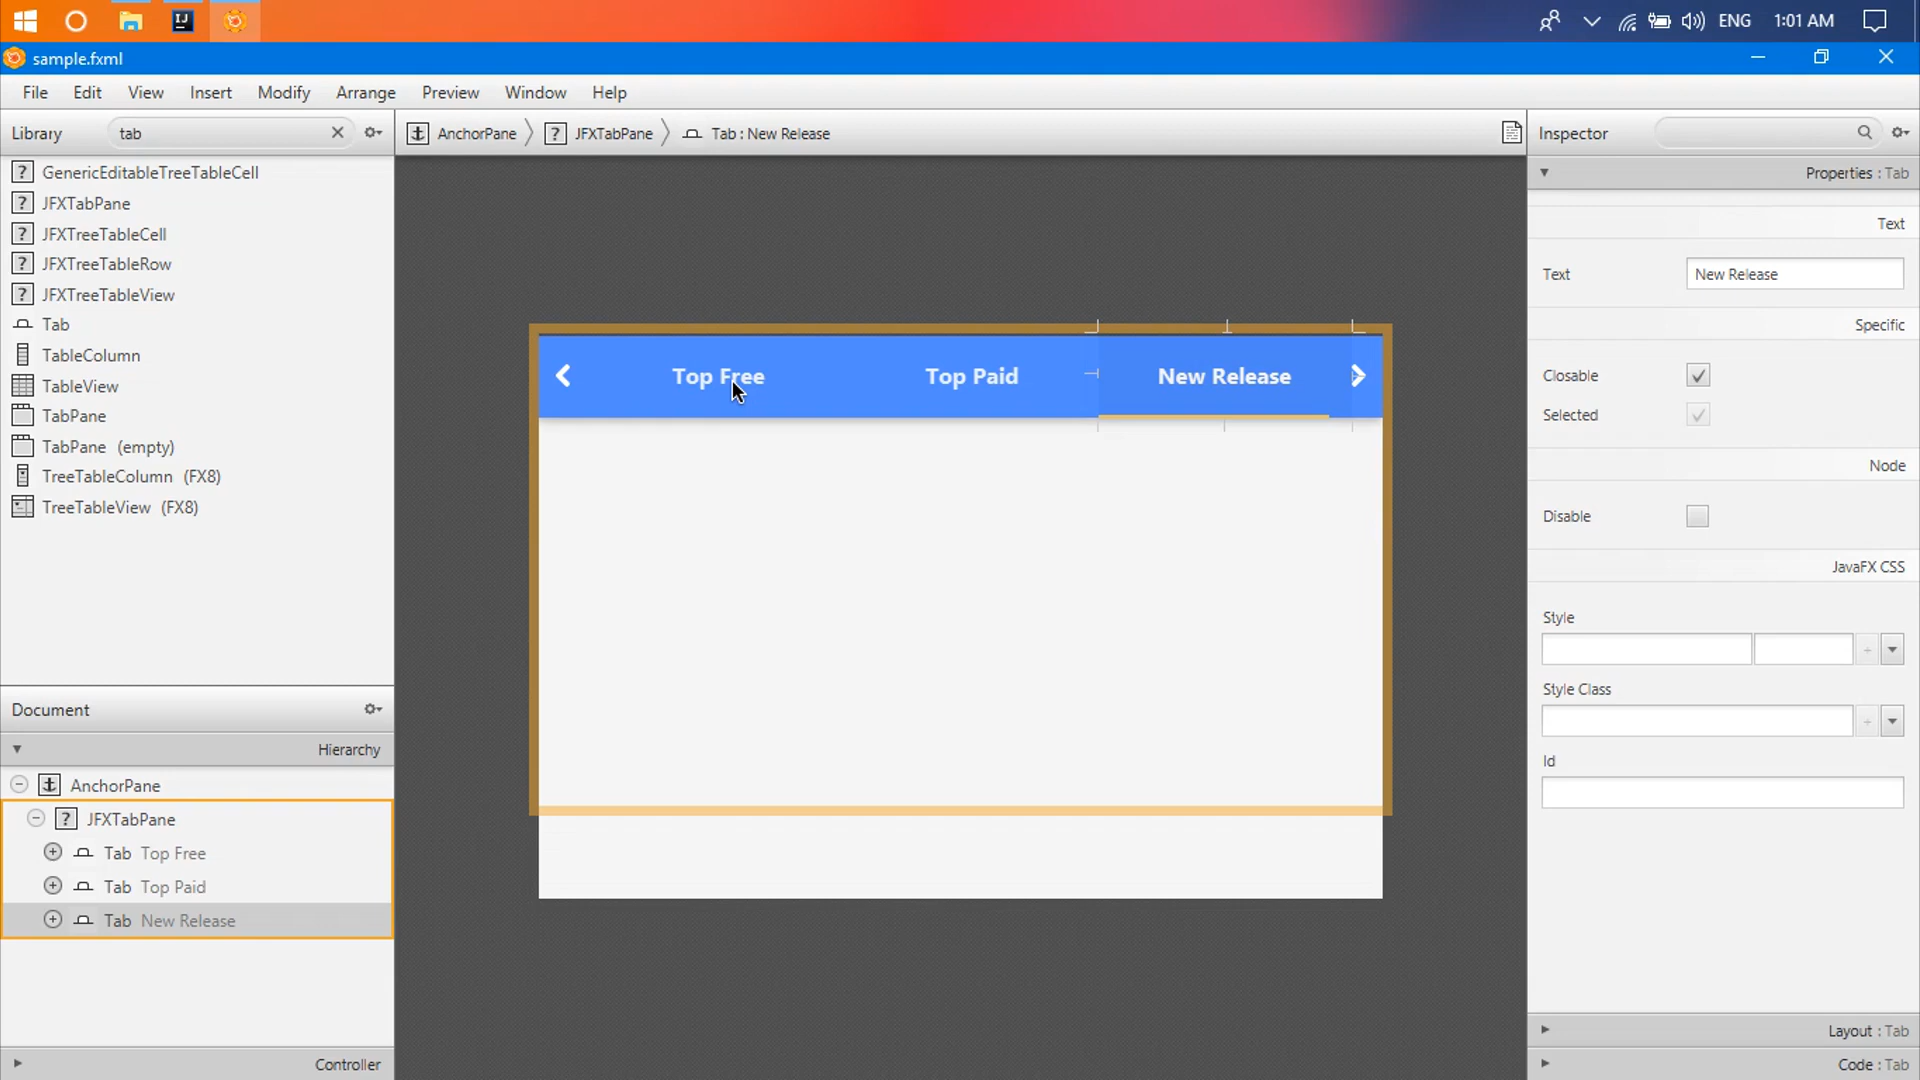 IJ
ENG
1:01 AM
sample.fxml
File
Edit
View
Insert
Modify
Arrange
Preview
Window
Help
Library
tab
AnchorPane
? JFXTabPane
Tab : New Release
Inspector
? GenericEditableTreeTableCell
? JFXTabPane
? JFXTreeTableCell
? JFXTreeTableRow
? JFXTreeTableView
Tab
TableColumn
TableView
TabPane
TabPane (empty)
TreeTableColumn (FX8)
TreeTableView (FX8)
Document
Hierarchy
AnchorPane
? JFXTabPane
Tab Top Free
Tab Top Paid
Tab New Release
Controller
Top Free
Top Paid
New Release
Properties : Tab
Text
Text
New Release
Specific
Closable
Selected
Node
Disable
JavaFX CSS
Style
Style Class
Id
Layout : Tab
Code : Tab